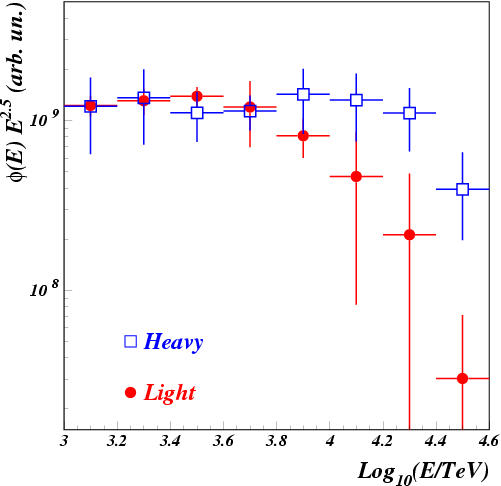 ϕ(E) E^2.5 (arb. un.)
10^9
10^8
Heavy
Light
3 3.2 3.4 3.6 3.8 4 4.2 4.4 4.6
Log₁₀(E/TeV)